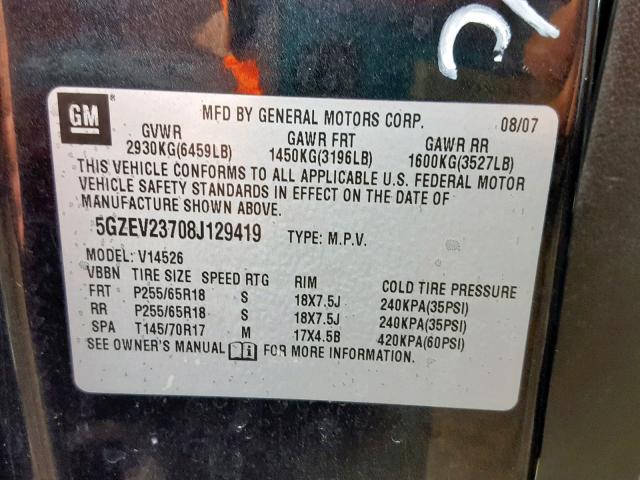 VC
GM ®
MFD BY GENERAL MOTORS CORP. 08/07
GVWR GAWR FRT GAWR RR
2930KG(6459LB) 1450KG(3196LB) 1600KG(3527LB)
THIS VEHICLE CONFORMS TO ALL APPLICABLE U.S. FEDERAL MOTOR
VEHICLE SAFETY STANDARDS IN EFFECT ON THE DATE OF
MANUFACTURE SHOWN ABOVE.
5GZEV23708J129419 TYPE: M.P.V.
MODEL: V14526
VBBN TIRE SIZE SPEED RTG RIM COLD TIRE PRESSURE
FRT P255/65R18 S 18X7.5J 240KPA(35PSI)
RR P255/65R18 S 18X7.5J 240KPA(35PSI)
SPA T145/70R17 M 17X4.5B 420KPA(60PSI)
SEE OWNER'S MANUAL i FOR MORE INFORMATION.